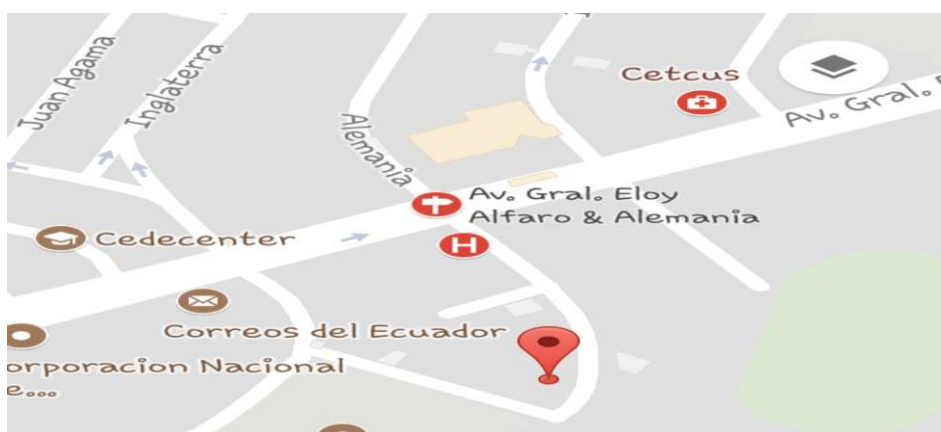 Juan Agama
Inglaterra
Alemania
Cetcus
Av. Gral.
Av. Gral. Eloy
Alfaro & Alemania
H
Cedecenter
Correos del Ecuador
orporacion Nacional
e...